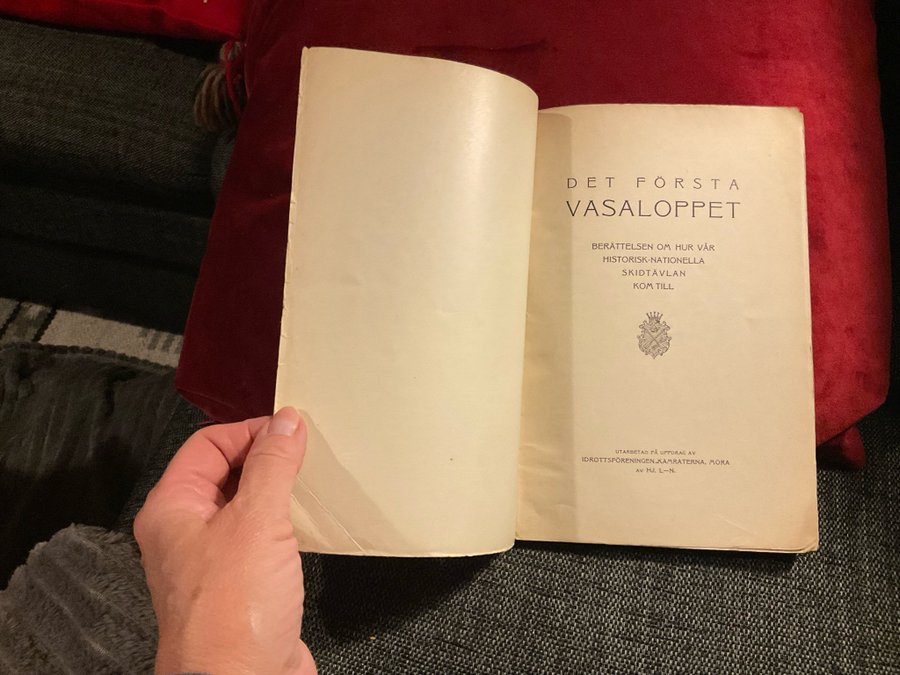 DET FÖRSTA
VASALOPPET
BERÄTTELSEN OM HUR VÅR
HISTORISK-NATIONELLA
SKIDTÄVLAN
KOM TILL
UTARBETAD PÅ UPPDRAG AV
IDROTTSFÖRENINGEN KAMRATERNA, MORA
AV HJ. L—N.